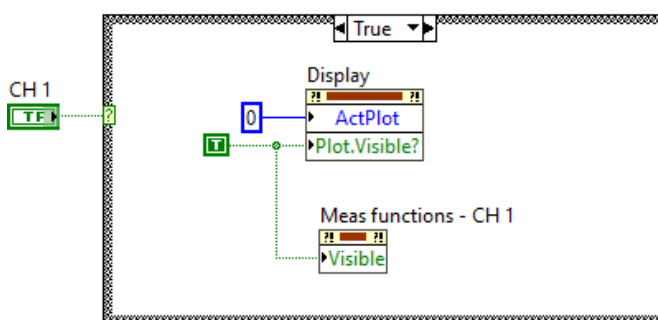 True
Display
CH 1
TF
?
?! ?!
0
ActPlot
T
Plot.Visible?
Meas functions - CH 1
?! ?!
Visible